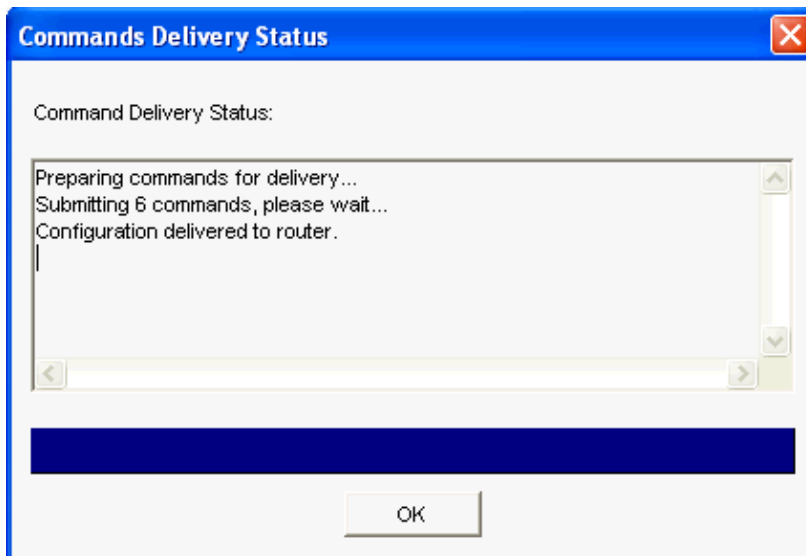 Commands Delivery Status
Command Delivery Status:
Preparing commands for delivery...
Submitting 6 commands, please wait...
Configuration delivered to router.
OK